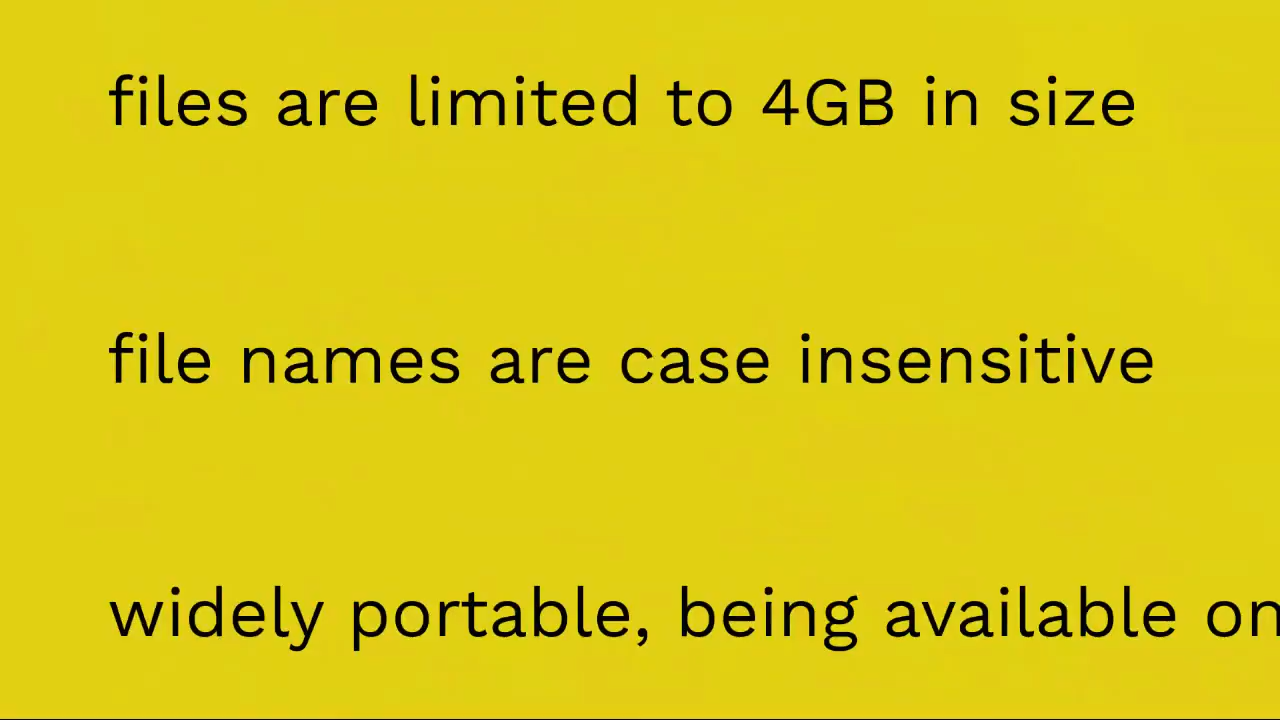 files are limited to 4GB in size
file names are case insensitive
widely portable, being available on